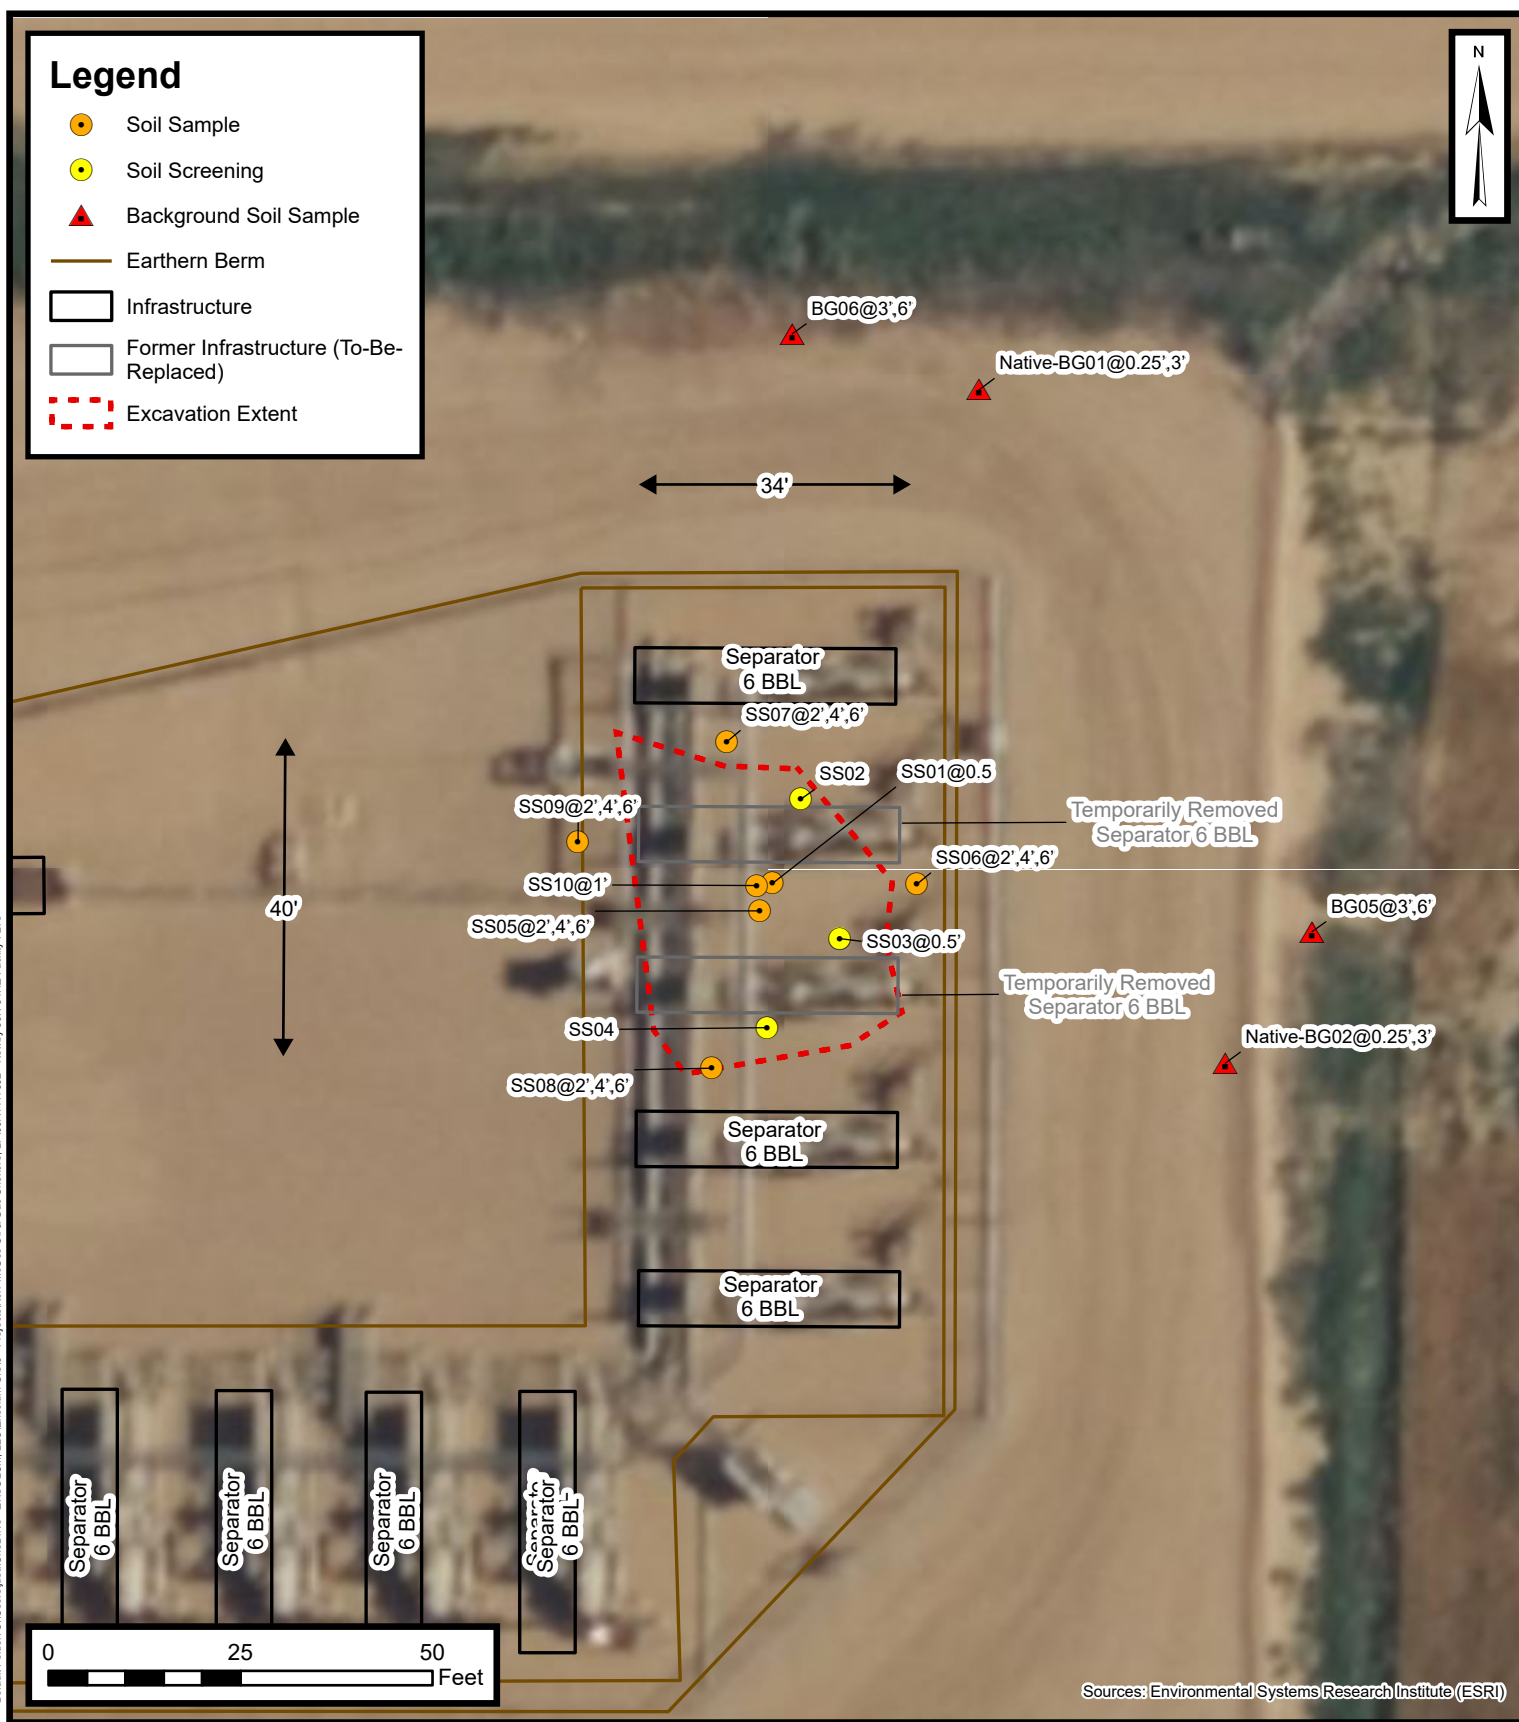 Legend
Soil Sample
Soil Screening
Background Soil Sample
Earthern Berm
Infrastructure
Former Infrastructure (To-Be-
Replaced)
Excavation Extent
N
BG06@3',6'
Native-BG01@0.25',3'
34'
Separator
6 BBL
SS07@2',4',6'
SS02
SS01@0.5
SS09@2',4',6'
Temporarily Removed
Separator 6 BBL
SS06@2',4',6'
SS10@1'
40'
BG05@3',6'
SS05@2',4',6'
SS03@0.5'
Temporarily Removed
Separator 6 BBL
SS04
Native-BG02@0.25',3'
SS08@2',4',6'
Separator
6 BBL
Separator
6 BBL
Separator
6 BBL
Separator
6 BBL
Separator
6 BBL
Separator
Separator
6 BBL
0 25 50
Feet
Sources: Environmental Systems Research Institute (ESRI)